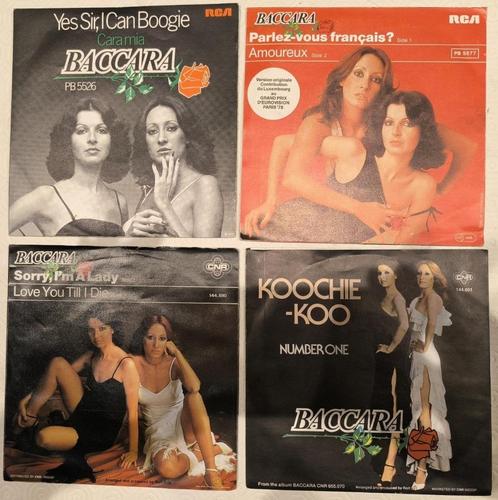 Yes Sir, I Can Boogie
RCA
Cara mia
BACCARA
PB 5526
BACCARA
RCA
Parlez-vous français? Side 1
Amoureux Side 2
PB 5877
Version originale
Contribution
du Luxembourg
au
GRAND PRIX
D'EUROVISION
PARIS '78
BACCARA
CNR
Sorry, I'm A Lady
144.590
Love You Till I Die
KOOCHIE
-KOO
CNR
144.601
NUMBER ONE
BACCARA
From the album BACCARA CNR 655.070